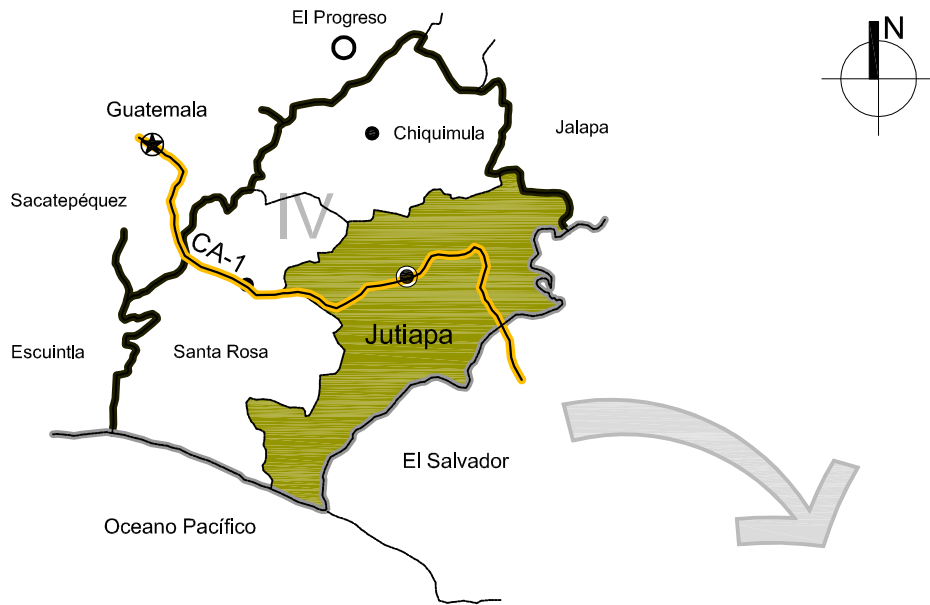 El Progreso
N
Guatemala
Chiquimula
Jalapa
Sacatepéquez
IV
CA-1
Jutiapa
Escuintla
Santa Rosa
El Salvador
Oceano Pacífico